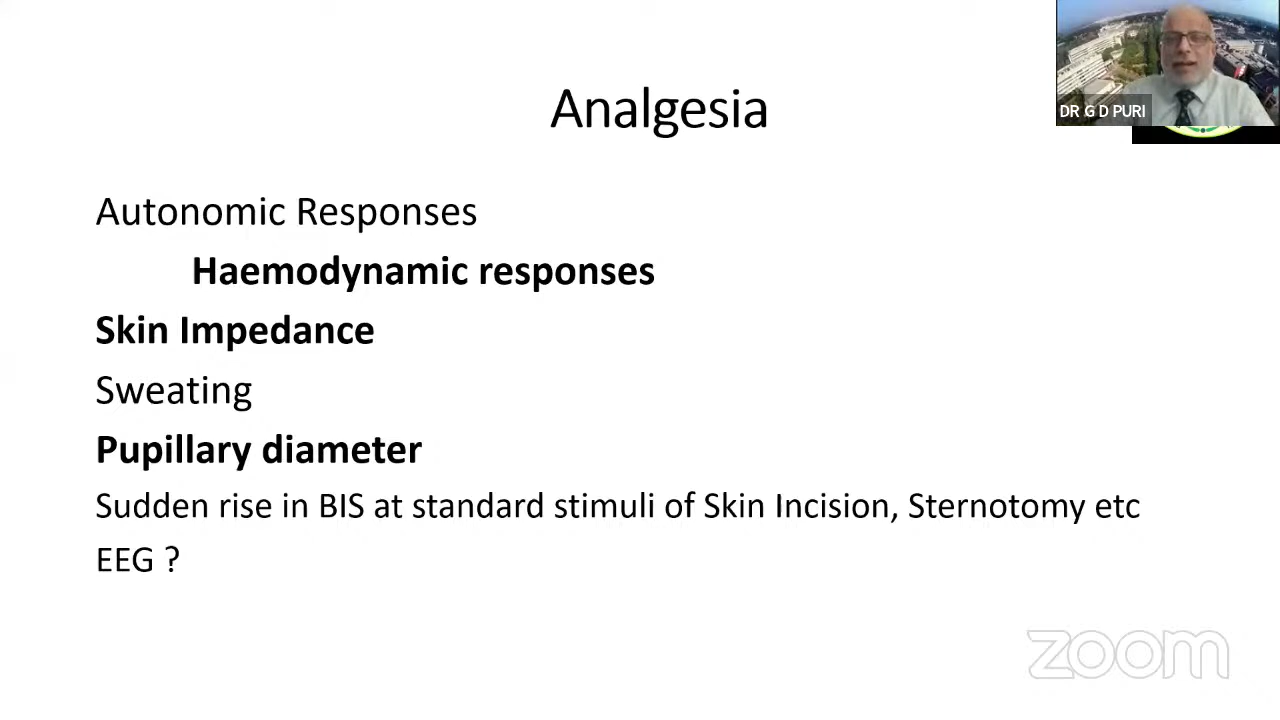 DR G D PURI
Analgesia
Autonomic Responses
Haemodynamic responses
Skin Impedance
Sweating
Pupillary diameter
Sudden rise in BIS at standard stimuli of Skin Incision, Sternotomy etc
EEG ?
zoom